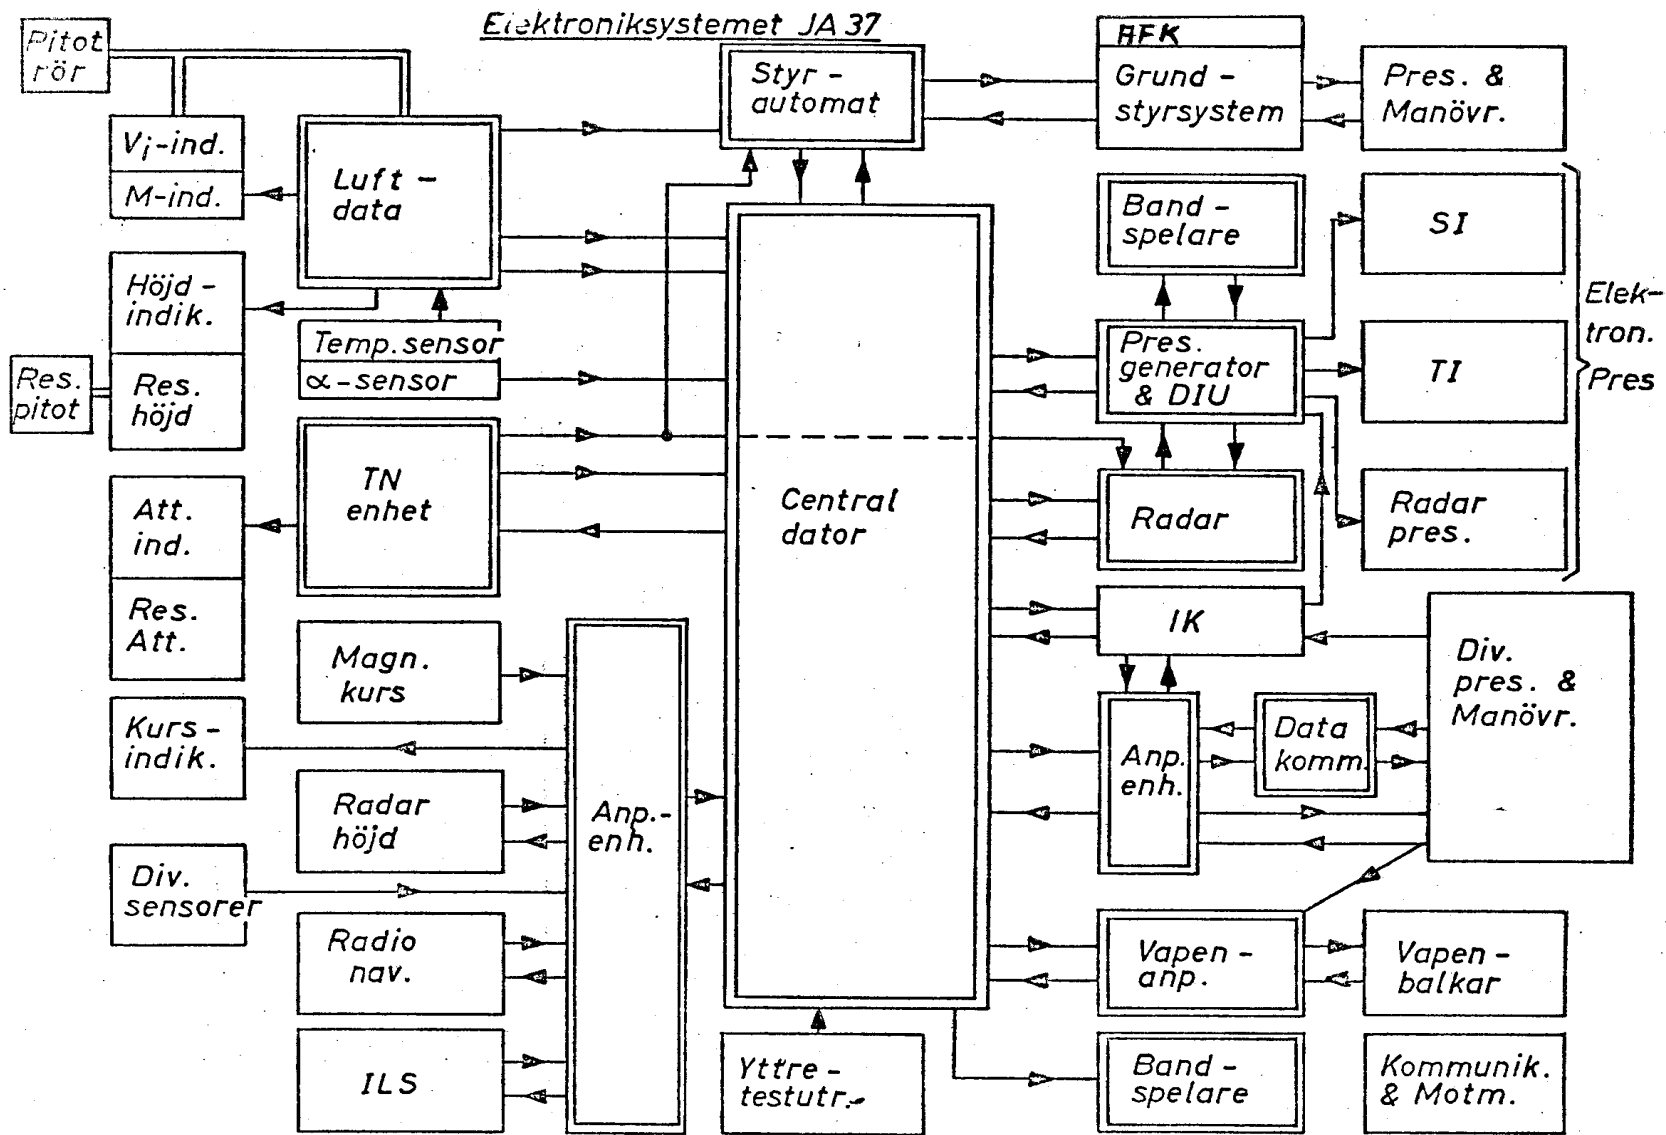 Elektroniksystemet JA 37
Pitot
rör
Vi-ind.
M-ind.
Luft-
data
Styr-
automat
AFK
Grund-
styrsystem
Pres. &
Manövr.
Höjd-
indik.
Res.
höjd
Res.
pitot
Temp. sensor
α-sensor
Band-
spelare
SI
Elek-
tron.
Pres
Pres.
generator
& DIU
TI
TN
enhet
Att.
ind.
Res.
Att.
Central
dator
Radar
Radar
pres.
IK
Div.
pres. &
Manövr.
Magn.
kurs
Kurs-
indik.
Radar
höjd
Anp.-
enh.
Anp.
enh.
Data
komm.
Div.
sensorer
Radio
nav.
ILS
Vapen-
anp.
Vapen-
balkar
Yttre-
testutr.
Band-
spelare
Kommunik.
& Motm.